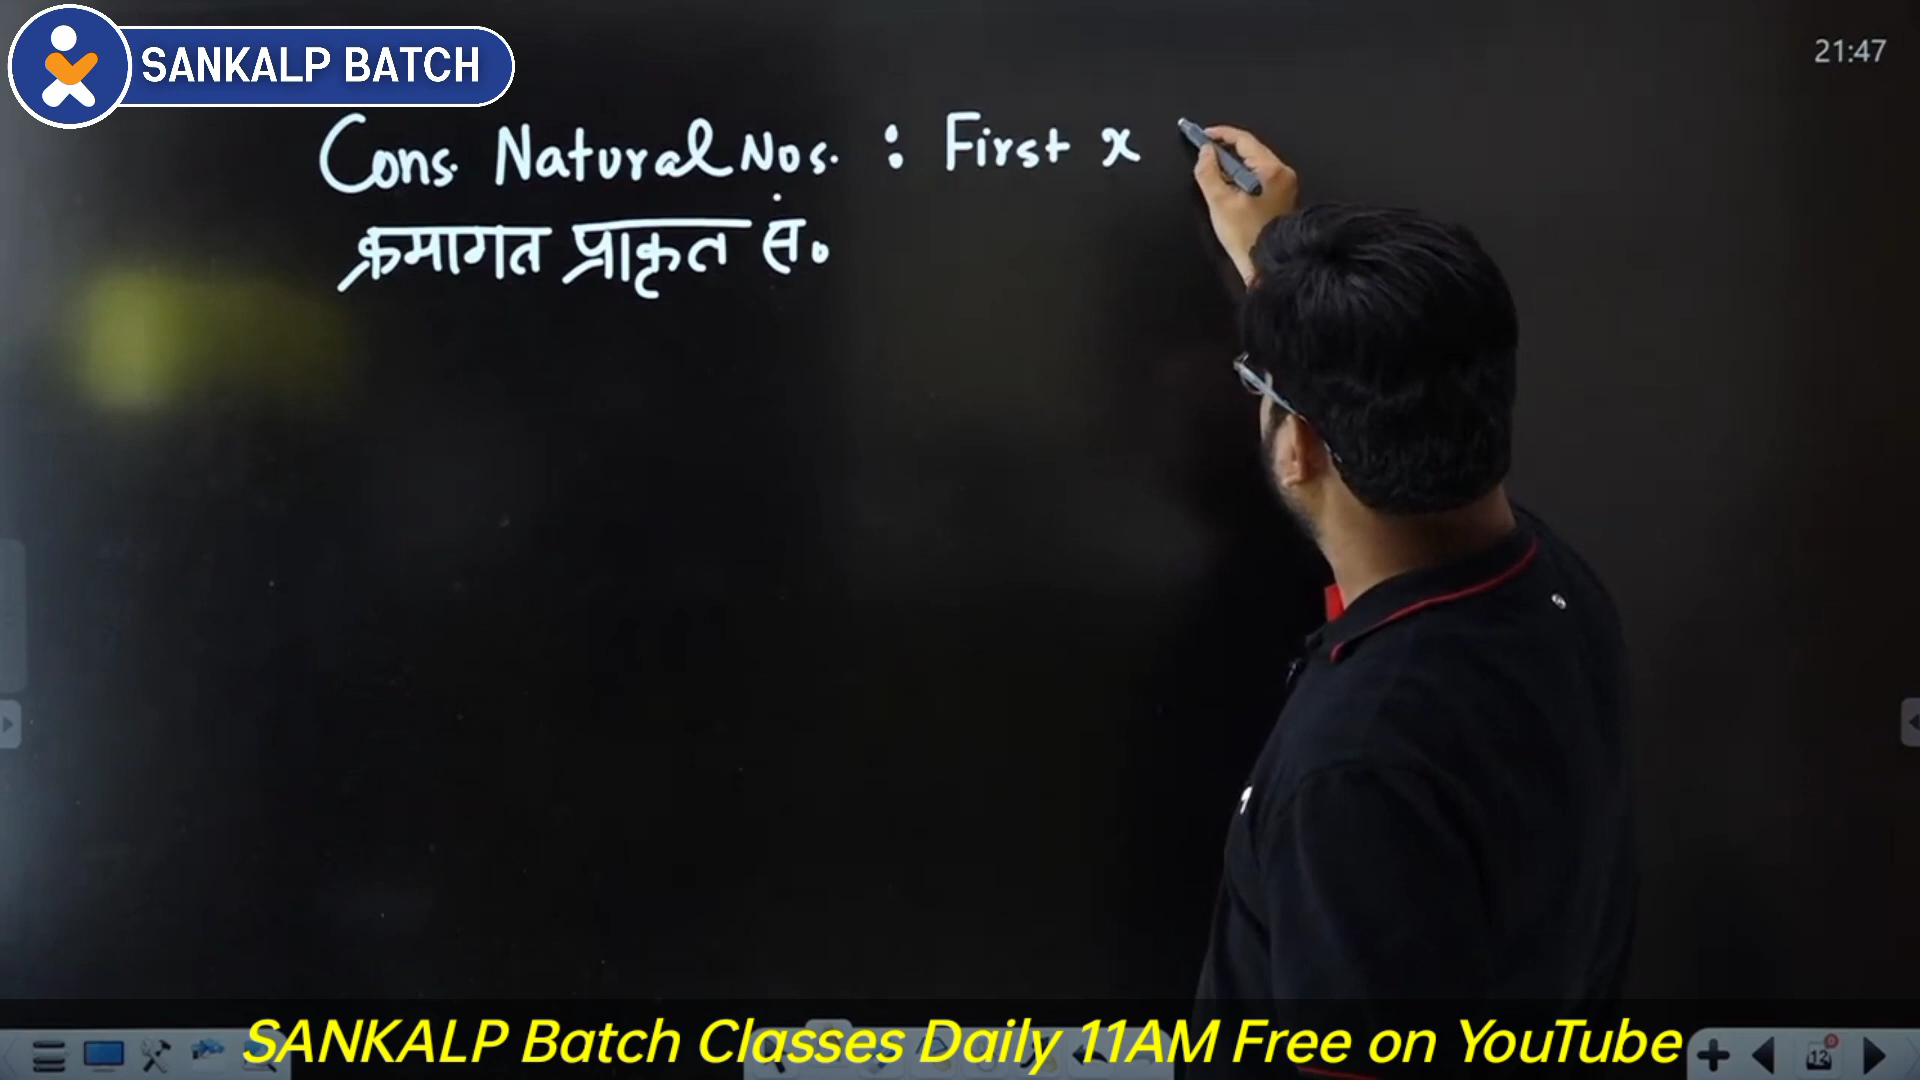 SANKALP BATCH
21:47
Cons. Natural Nos. : First x
क्रमागत प्राकृत सं०
SANKALP Batch Classes Daily 11AM Free on YouTube
12